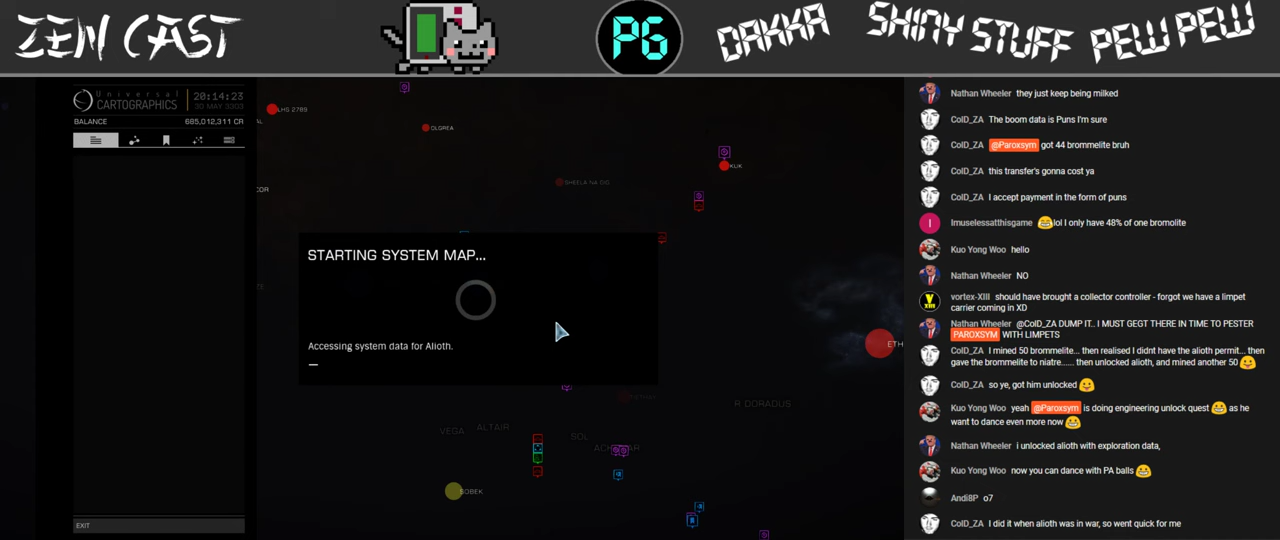 ZEN CAST
P6
DAKKA
SHINY STUFF PEW PEW
Universal
CARTOGRAPHICS
20:14:23
30 MAY 3303
BALANCE
685,012,311 CR
LHS 2789
OLGREA
KUK
SHEELA NA GIG
COR
STARTING SYSTEM MAP...
Accessing system data for Alioth.
ETH
R DORADUS
VEGA
ALTAIR
SOL
SOBEK
EXIT
Nathan Wheeler they just keep being milked
ColD_ZA The boom data is Puns I'm sure
ColD_ZA @Paroxsym got 44 brommelite bruh
ColD_ZA this transfer's gonna cost ya
ColD_ZA I accept payment in the form of puns
Imuselessatthisgame lol I only have 48% of one bromolite
Kuo Yong Woo hello
Nathan Wheeler NO
vortex-XIII should have brought a collector controller - forgot we have a limpet
carrier coming in XD
Nathan Wheeler @ColD_ZA DUMP IT.. I MUST GEGT THERE IN TIME TO PESTER
PAROXSYM WITH LIMPETS
ColD_ZA I mined 50 brommelite... then realised I didnt have the alioth permit... then
gave the brommelite to niatre...... then unlocked alioth, and mined another 50
ColD_ZA so ye, got him unlocked
Kuo Yong Woo yeah @Paroxsym is doing engineering unlock quest as he
want to dance even more now
Nathan Wheeler i unlocked alioth with exploration data,
Kuo Yong Woo now you can dance with PA balls
Andi8P o7
ColD_ZA I did it when alioth was in war, so went quick for me